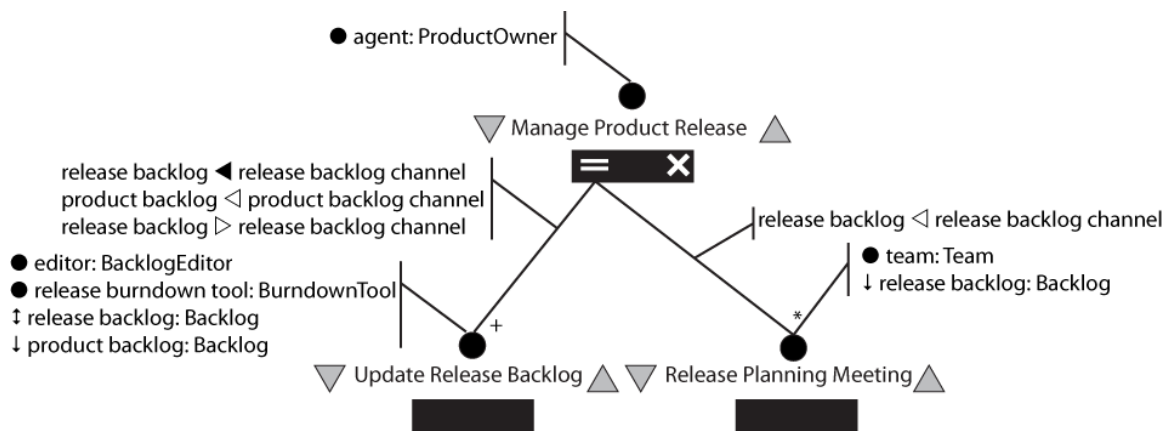 ● agent: ProductOwner
Manage Product Release
release backlog ◀ release backlog channel
product backlog ◁ product backlog channel
release backlog ▷ release backlog channel
release backlog ◁ release backlog channel
● editor: BacklogEditor
● release burndown tool: BurndownTool
↕ release backlog: Backlog
↓ product backlog: Backlog
● team: Team
↓ release backlog: Backlog
+
*
Update Release Backlog
Release Planning Meeting